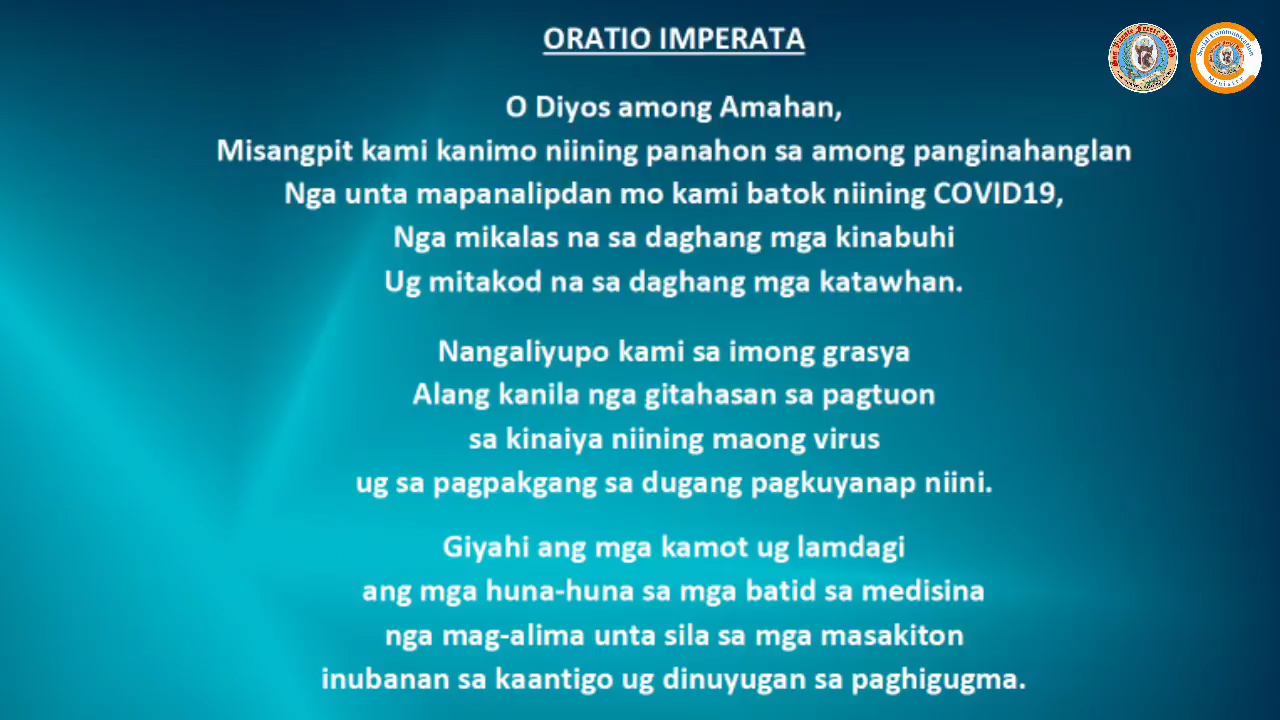 ORATIO IMPERATA
O Diyos among Amahan,
Misangpit kami kanimo niining panahon sa among panginahanglan
Nga unta mapanalipdan mo kami batok niining COVID19,
Nga mikalas na sa daghang mga kinabuhi
Ug mitakod na sa daghang mga katawhan.
Nangaliyupo kami sa imong grasya
Alang kanila nga gitahasan sa pagtuon
sa kinaiya niining maong virus
ug sa pagpakgang sa dugang pagkuyanap niini.
Giyahi ang mga kamot ug lamdagi
ang mga huna-huna sa mga batid sa medisina
nga mag-alima unta sila sa mga masakiton
inubanan sa kaantigo ug dinuyugan sa paghigugma.
Social Communication
Ministry